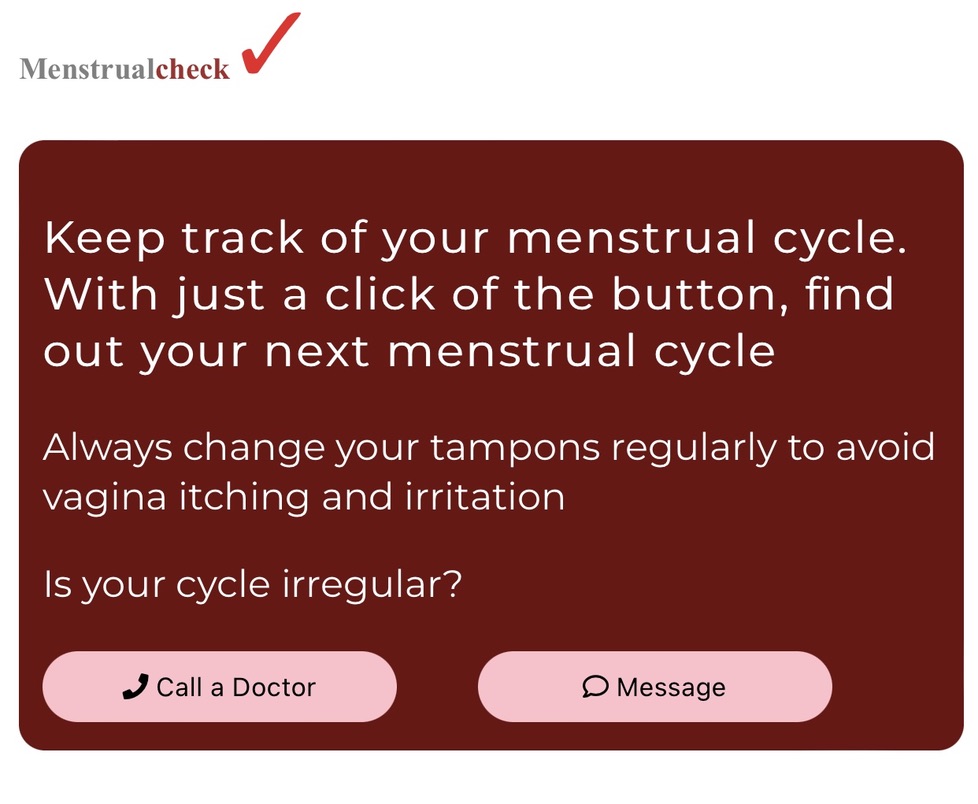 Menstrualcheck
Keep track of your menstrual cycle.
With just a click of the button, find
out your next menstrual cycle
Always change your tampons regularly to avoid
vagina itching and irritation
Is your cycle irregular?
Call a Doctor
Message